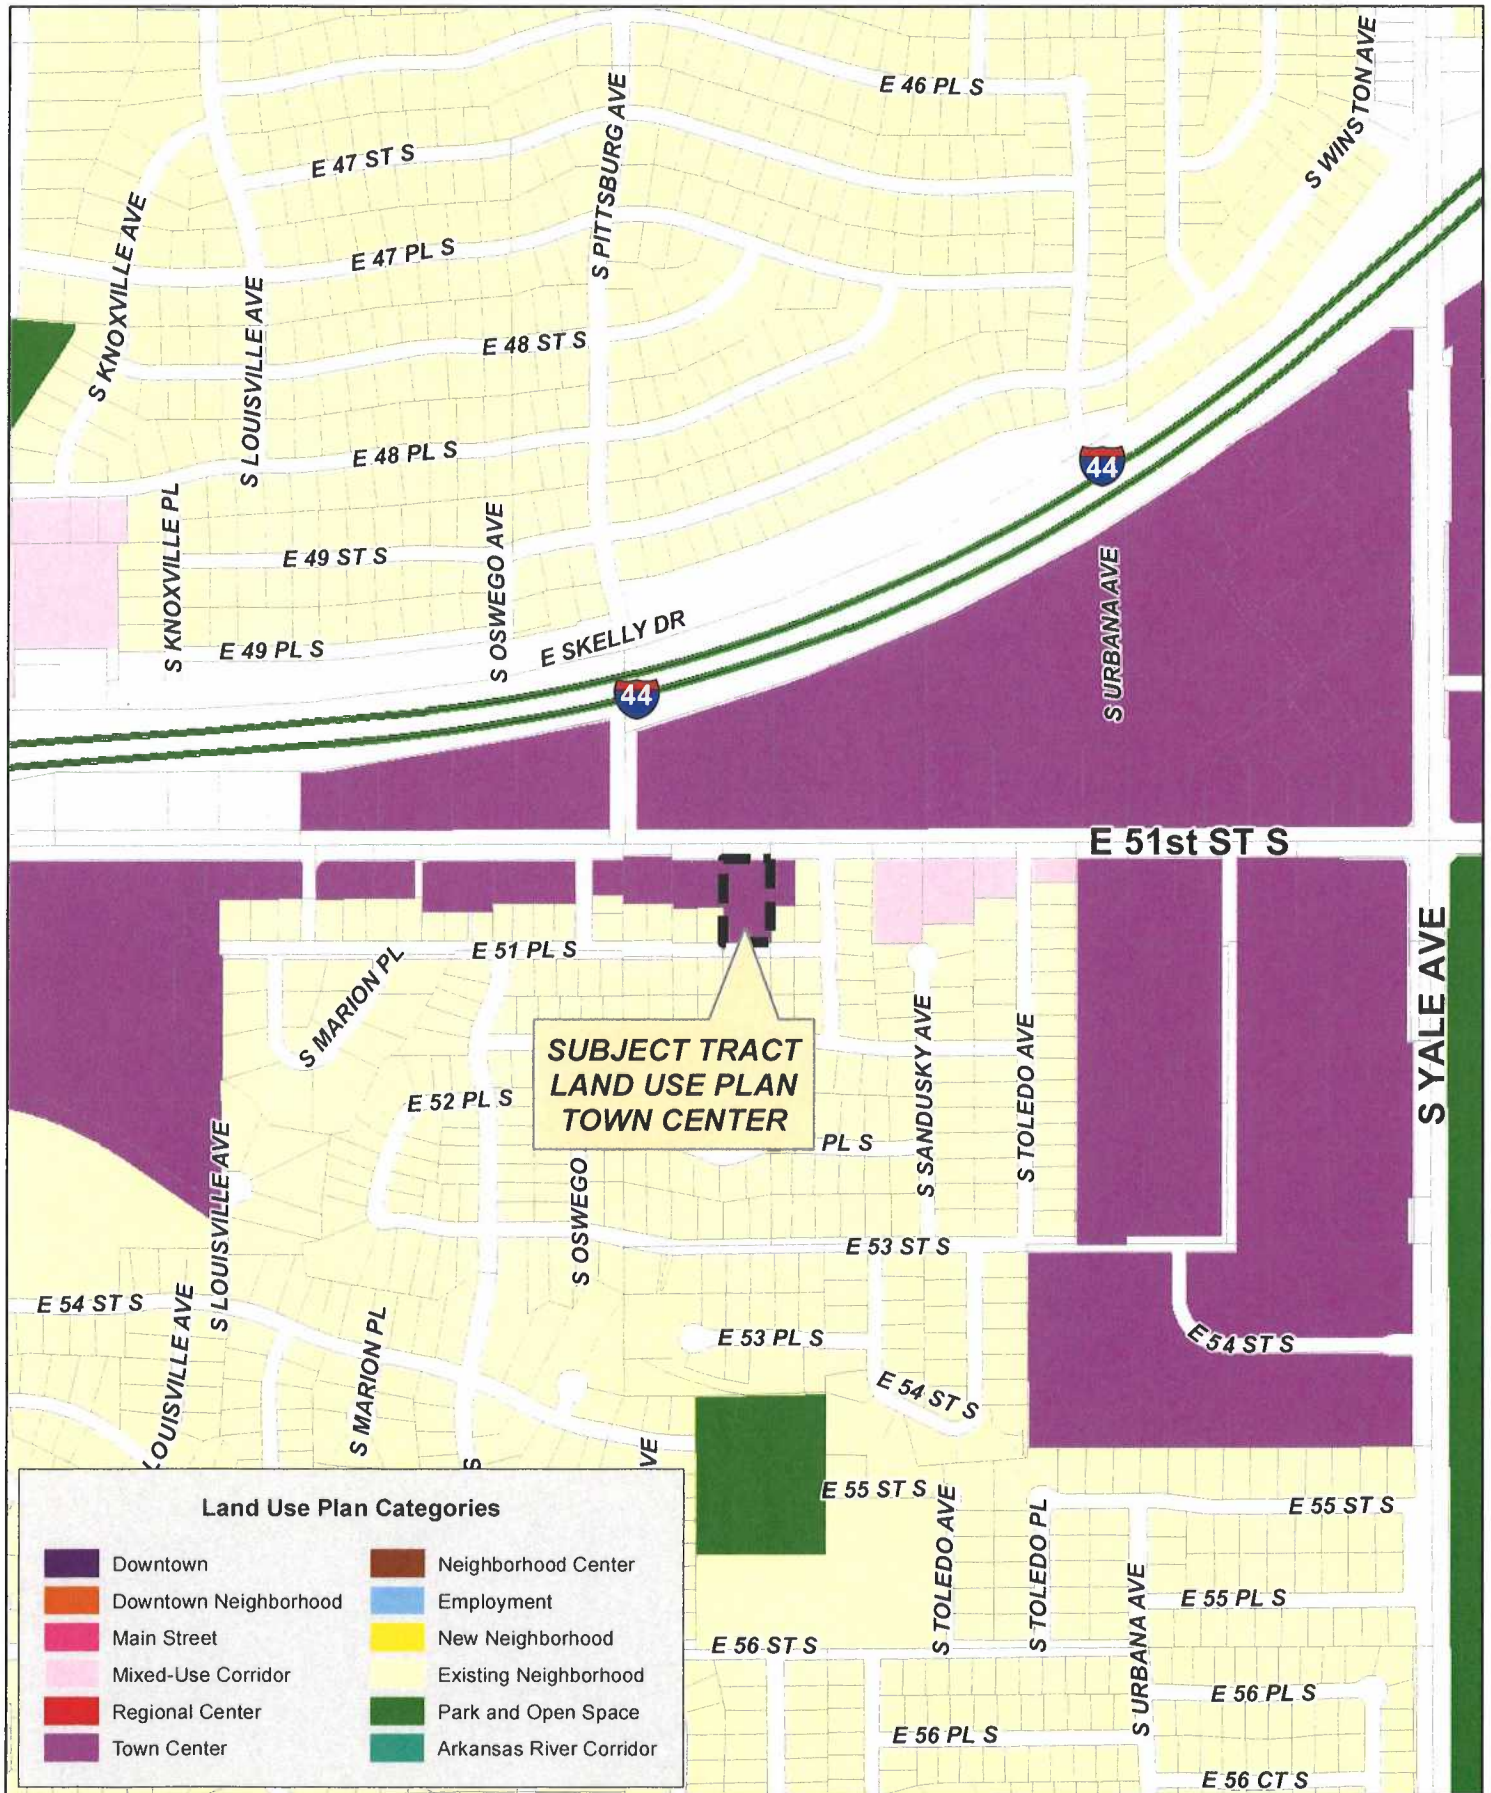 E 46 PL S
S WINSTON AVE
S PITTSBURG AVE
E 47 ST S
S KNOXVILLE AVE
E 47 PL S
S LOUISVILLE AVE
E 48 ST S
E 48 PL S
44
S KNOXVILLE PL
S OSWEGO AVE
E 49 ST S
S URBANA AVE
E 49 PL S
E SKELLY DR
44
E 51st ST S
E 51 PL S
S MARION PL
S YALE AVE
S SANDUSKY AVE
S TOLEDO AVE
SUBJECT TRACT
LAND USE PLAN
TOWN CENTER
E 52 PL S
PL S
S LOUISVILLE AVE
S OSWEGO
E 53 ST S
E 54 ST S
LOUISVILLE AVE
S MARION PL
E 53 PL S
E 54 ST S
E 54 ST S
S
VE
E 55 ST S
S TOLEDO AVE
S TOLEDO PL
E 55 ST S
S URBANA AVE
E 55 PL S
E 56 ST S
E 56 PL S
E 56 PL S
E 56 CT S
Land Use Plan Categories
Downtown
Downtown Neighborhood
Main Street
Mixed-Use Corridor
Regional Center
Town Center
Neighborhood Center
Employment
New Neighborhood
Existing Neighborhood
Park and Open Space
Arkansas River Corridor